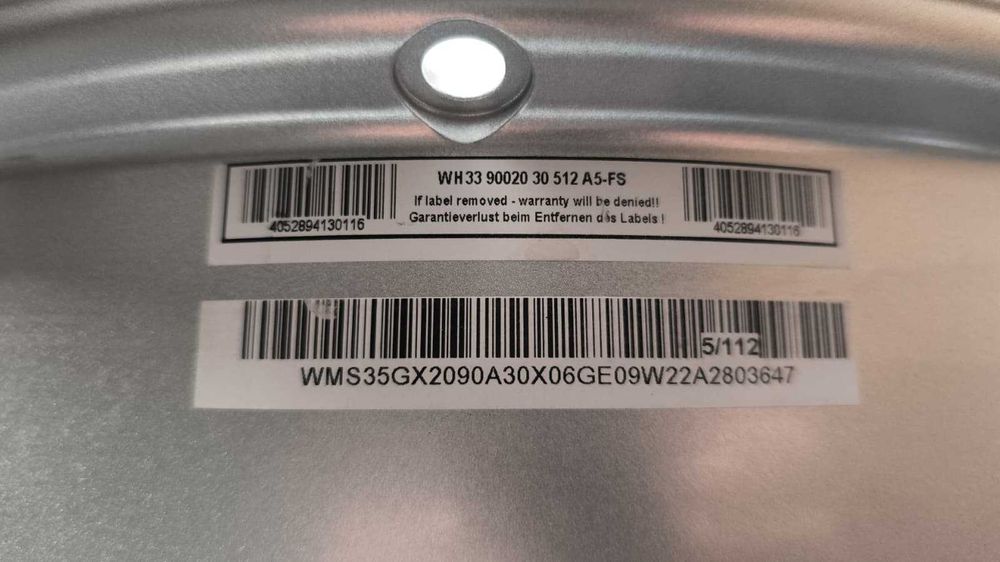 WH33 90020 30 512 A5-FS
If label removed - warranty will be denied!!
Garantieverlust beim Entfernen des Labels !
4052894130116
4052894130116
5/112
WMS35GX2090A30X06GE09W22A2803647